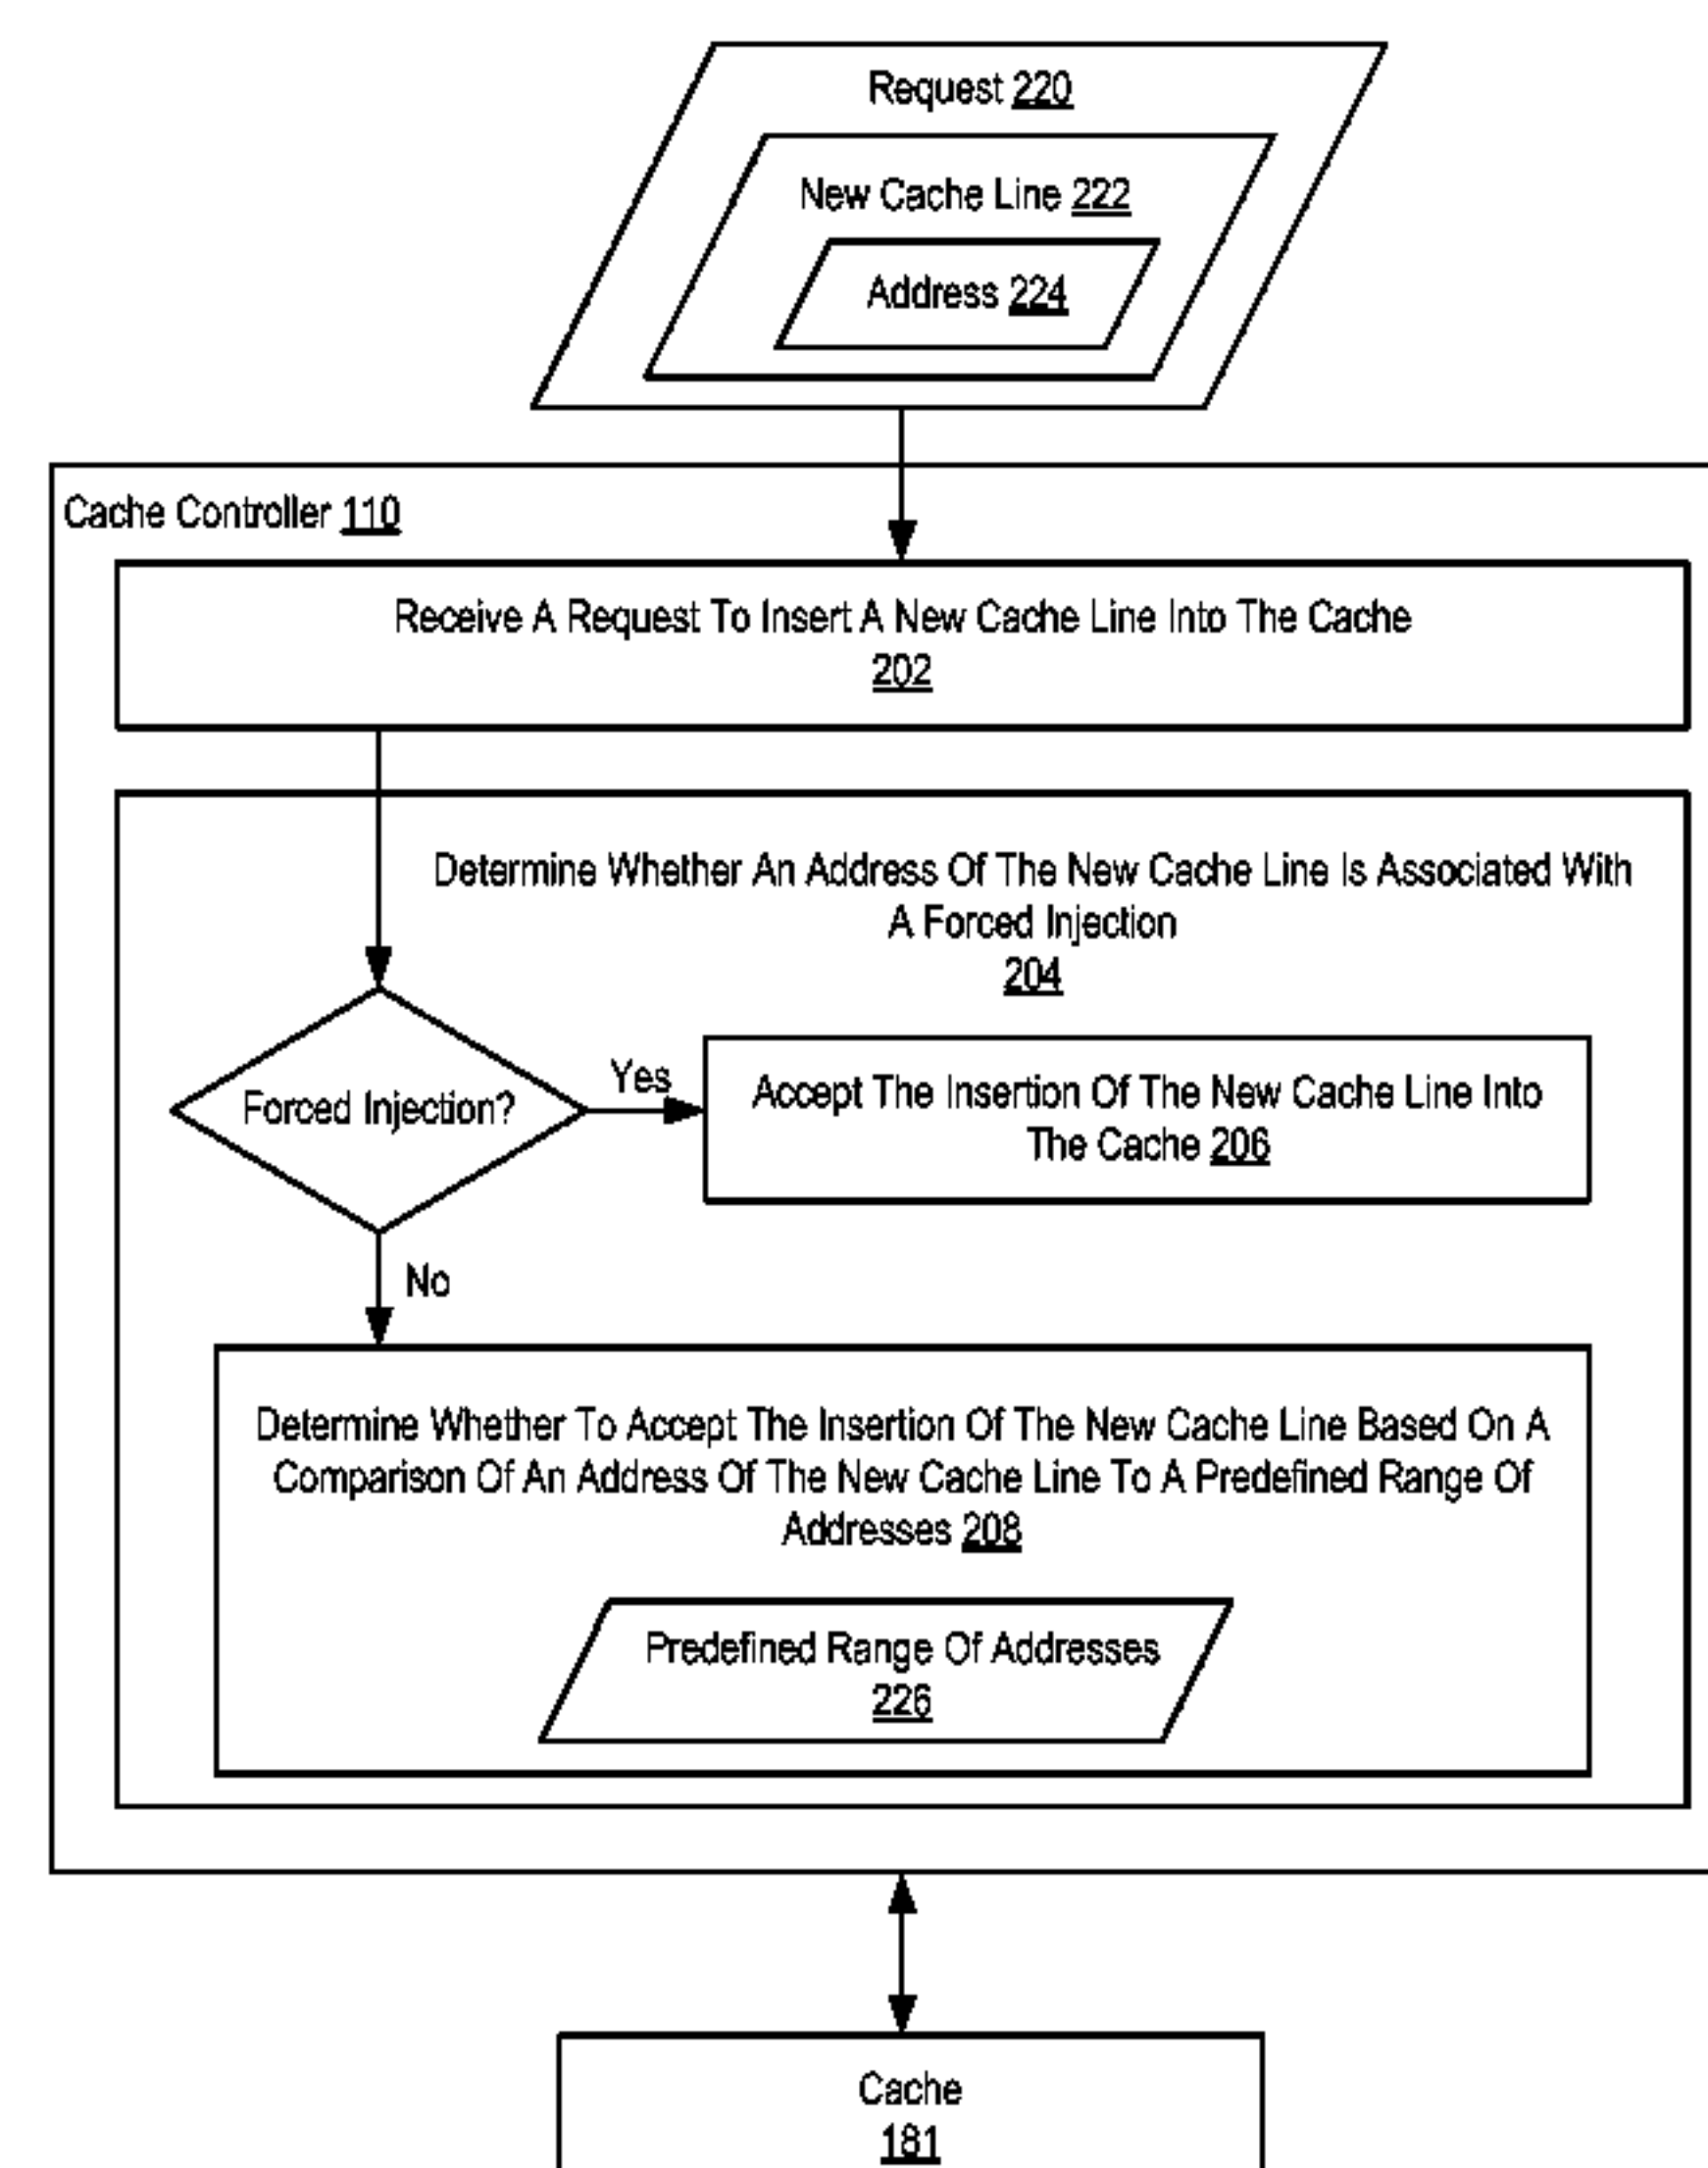 Request 220
New Cache Line 222
Address 224
Cache Controller 110
Receive A Request To Insert A New Cache Line Into The Cache
202
Determine Whether An Address Of The New Cache Line Is Associated With
A Forced Injection
204
Forced Injection?
Yes
Accept The Insertion Of The New Cache Line Into
The Cache 206
No
Determine Whether To Accept The Insertion Of The New Cache Line Based On A
Comparison Of An Address Of The New Cache Line To A Predefined Range Of
Addresses 208
Predefined Range Of Addresses
226
Cache
181